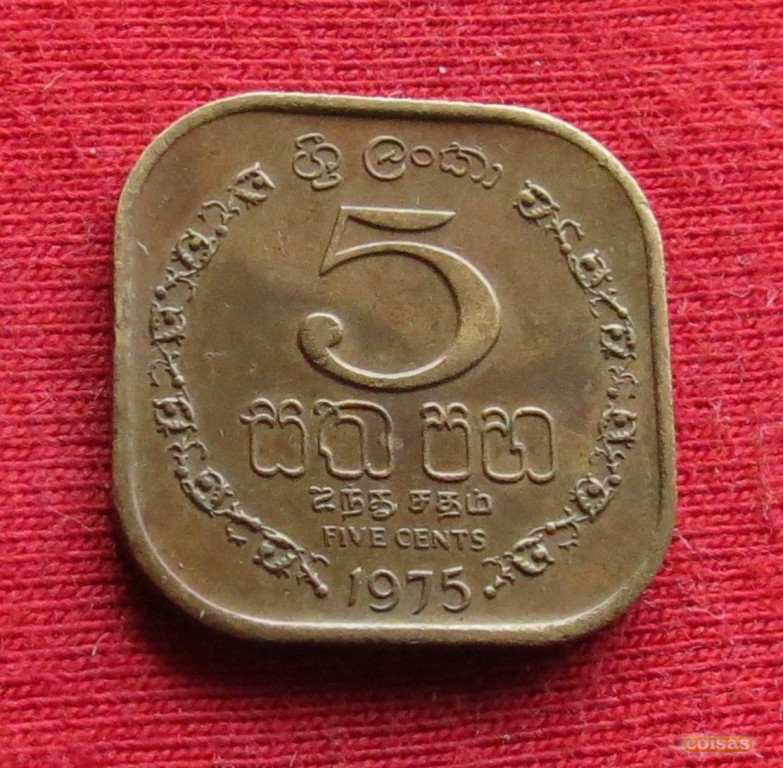 ශ්‍රී ලංකා
5
සත පහ
ஐந்து சதம்
FIVE CENTS
1975
coisas